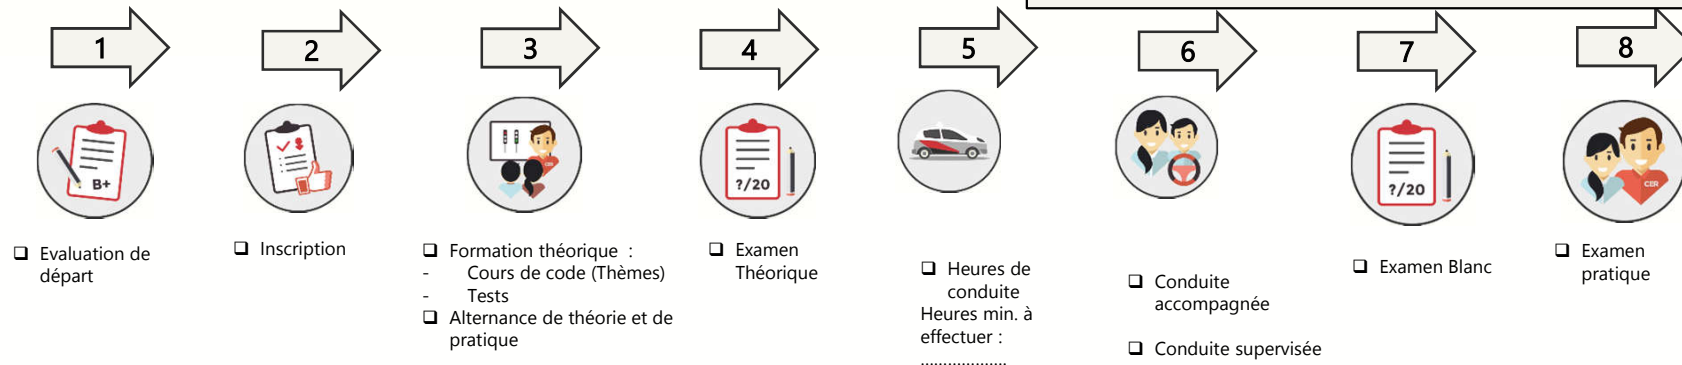 1
2
3
4
5
6
7
8
B+
CER
?/20
?/20
CER
❑ Evaluation de
départ
❑ Inscription
❑ Formation théorique :
- Cours de code (Thèmes)
- Tests
❑ Alternance de théorie et de
pratique
❑ Examen
Théorique
❑ Heures de
conduite
Heures min. à
effectuer :
...................
❑ Conduite
accompagnée
❑ Conduite supervisée
❑ Examen Blanc
❑ Examen
pratique